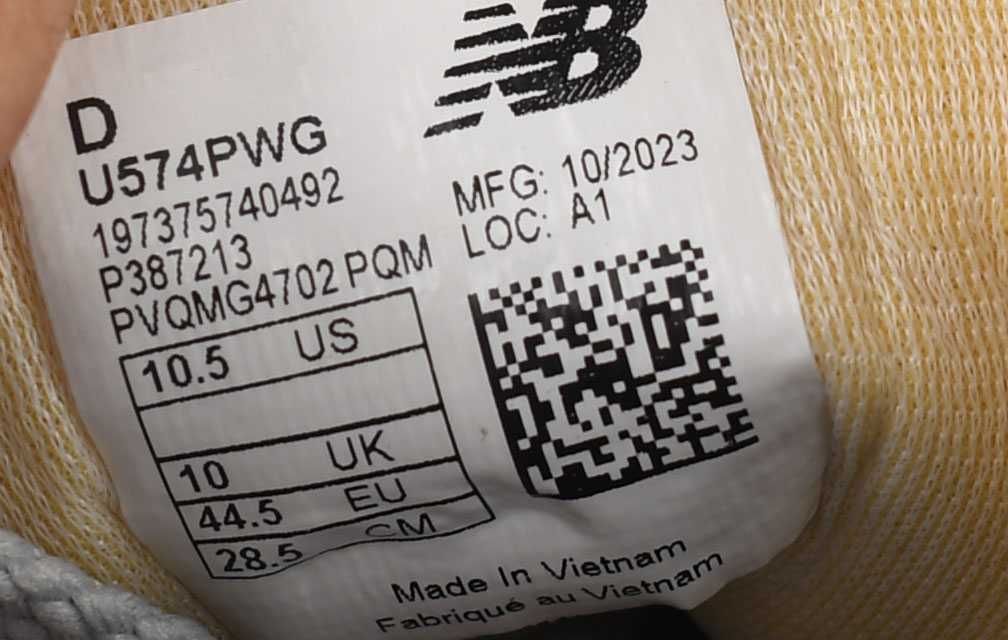 NB
D
U574PWG
197375740492
P387213
PVQMG4702 PQM
MFG: 10/2023
LOC: A1
10.5 US
10 UK
44.5 EU
28.5 CM
Made In Vietnam
Fabriqué au Vietnam